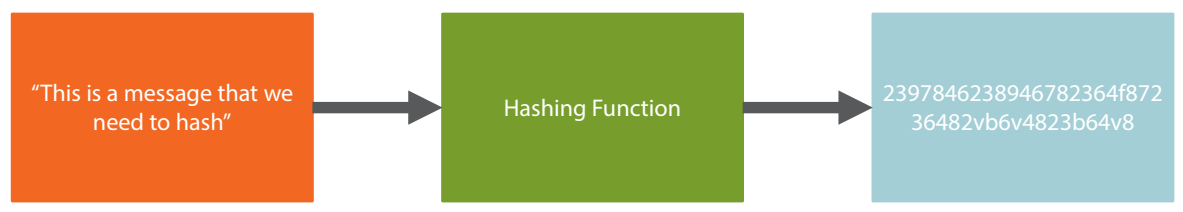 “This is a message that we
need to hash”
Hashing Function
2397846238946782364f872
36482vb6v4823b64v8